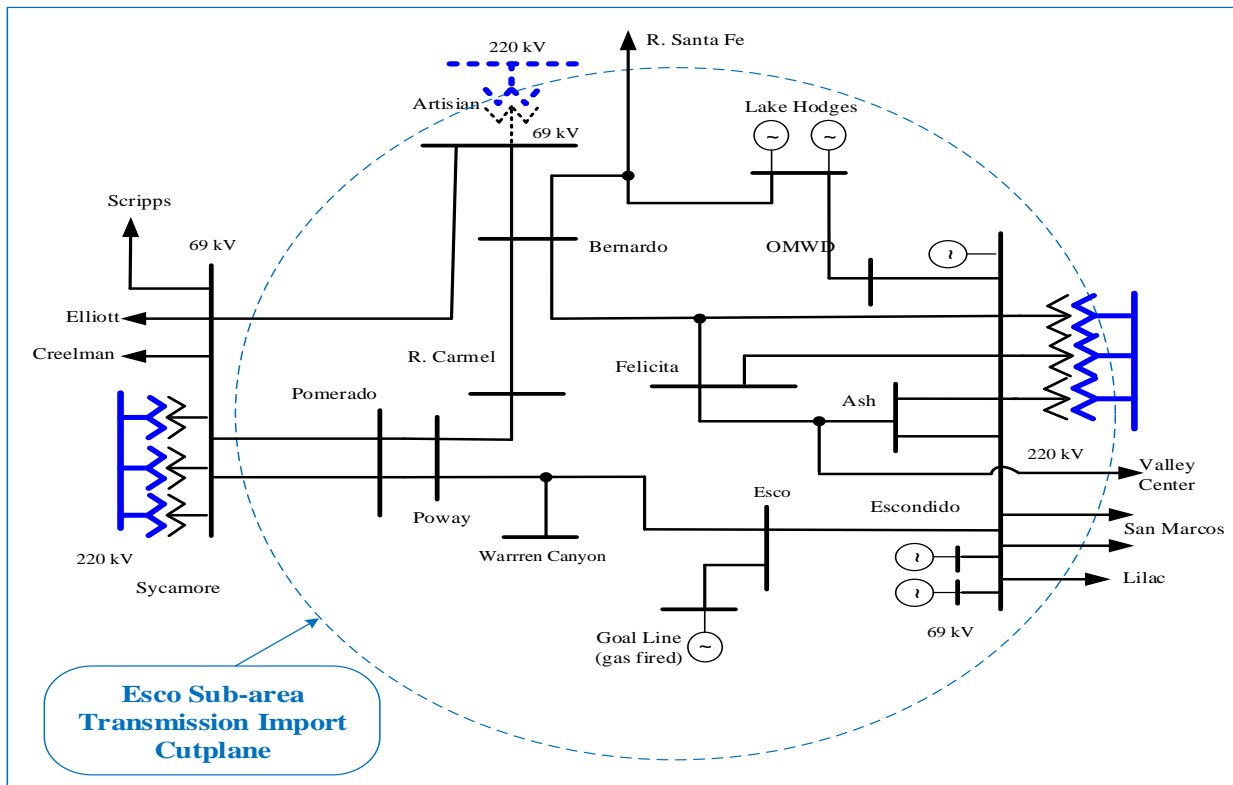 220 kV
R. Santa Fe
Artisian
Lake Hodges
69 kV
~
~
Scripps
69 kV
Bernardo
OMWD
~
Elliott
Creelman
R. Carmel
Felicita
Pomerado
Ash
220 kV
Valley
Center
Esco
Escondido
Poway
San Marcos
Warrren Canyon
220 kV
~
Sycamore
Lilac
~
69 kV
Goal Line
(gas fired)
~
Esco Sub-area
Transmission Import
Cutplane